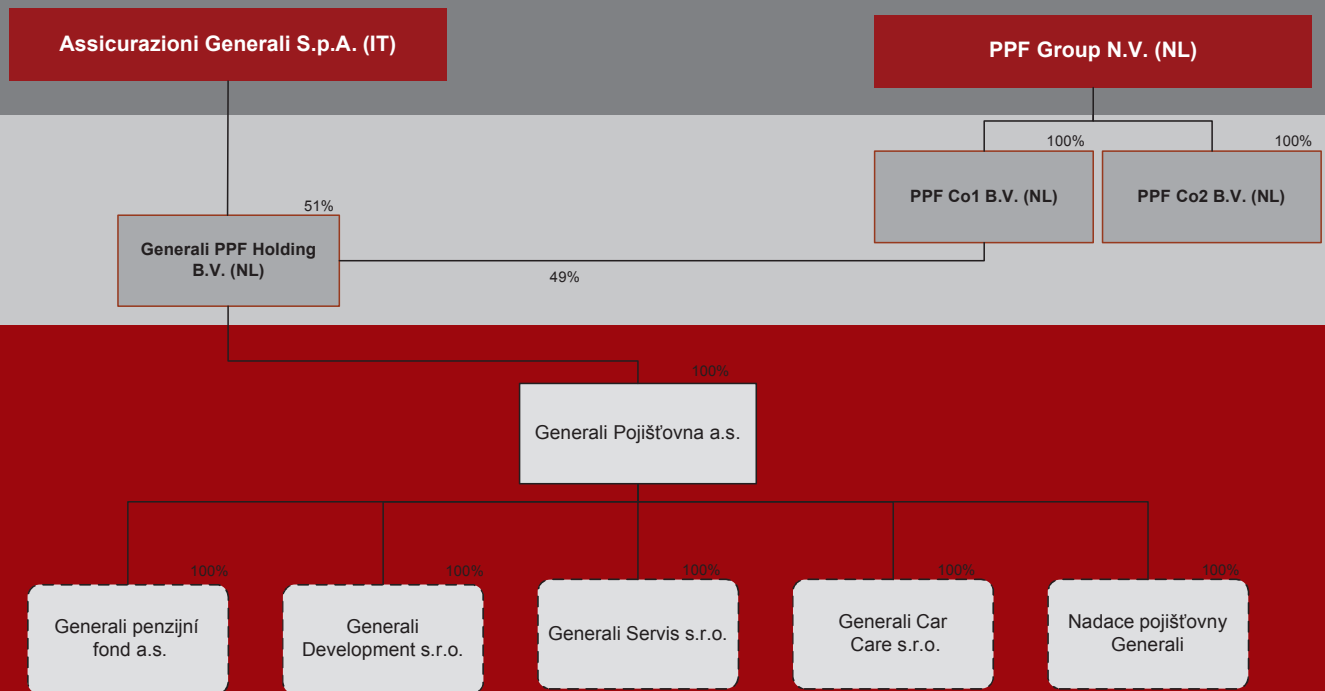 Assicurazioni Generali S.p.A. (IT)
PPF Group N.V. (NL)
100%
100%
PPF Co1 B.V. (NL)
PPF Co2 B.V. (NL)
51%
Generali PPF Holding
B.V. (NL)
49%
100%
Generali Pojišťovna a.s.
100%
100%
100%
100%
100%
Generali penzijní
fond a.s.
Generali
Development s.r.o.
Generali Servis s.r.o.
Generali Car
Care s.r.o.
Nadace pojišťovny
Generali